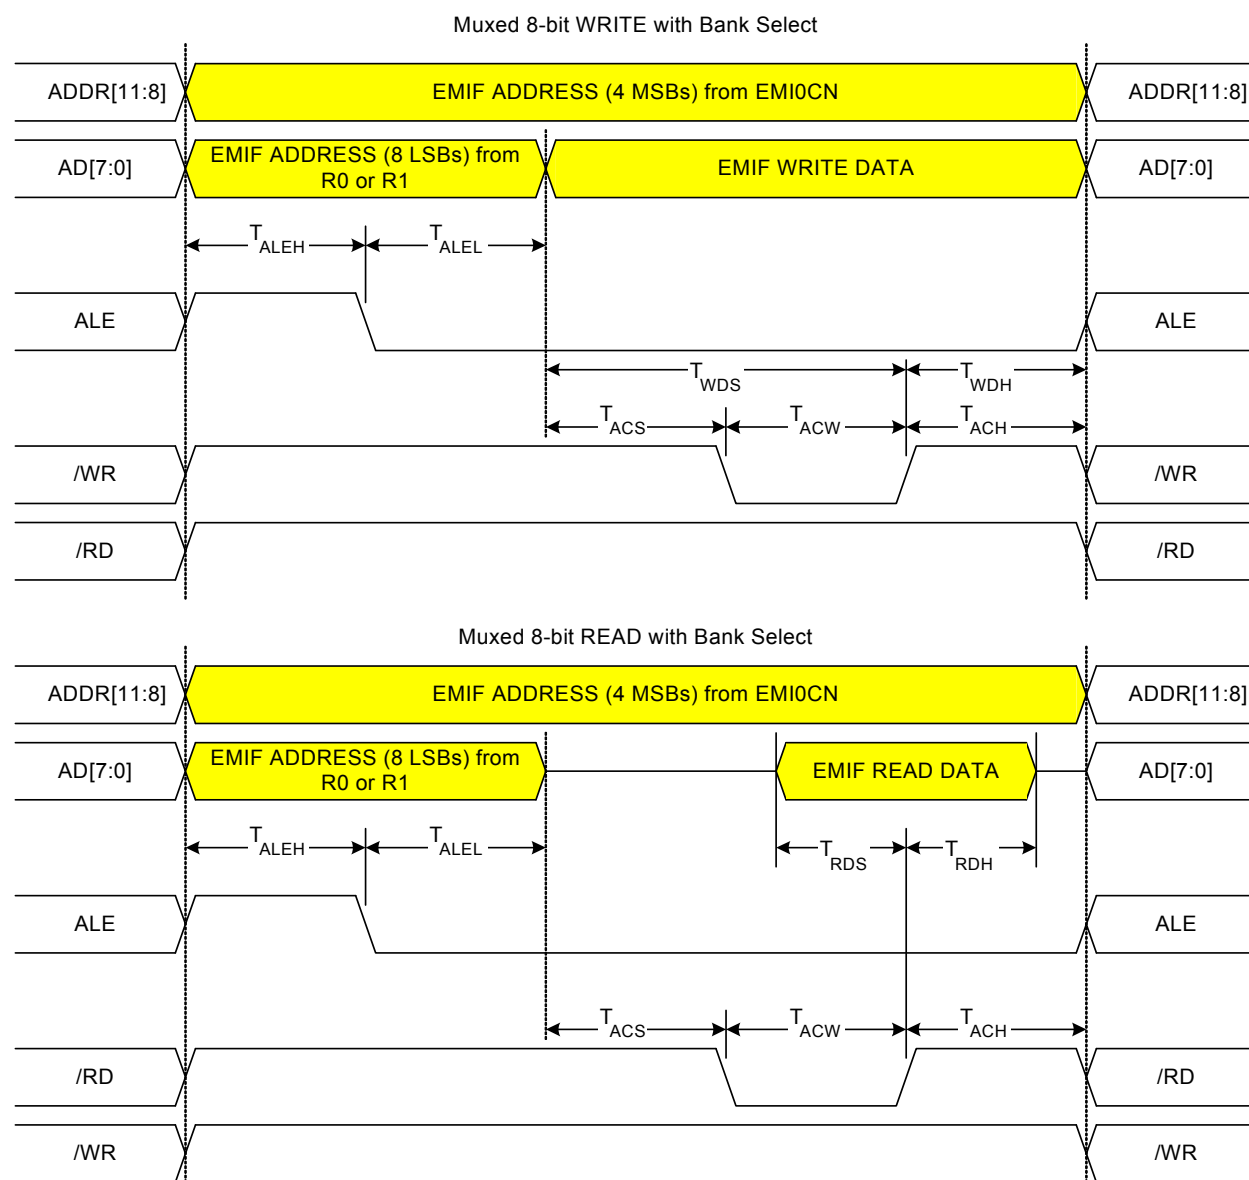 Muxed 8-bit WRITE with Bank Select
ADDR[11:8] EMIF ADDRESS (4 MSBs) from EMI0CN ADDR[11:8]
EMIF ADDRESS (8 LSBs) from
R0 or R1
AD[7:0] EMIF WRITE DATA AD[7:0]
TALEH TALEL
ALE ALE
TWDS TWDH
TACS TACW TACH
/WR /WR
/RD /RD
Muxed 8-bit READ with Bank Select
ADDR[11:8] EMIF ADDRESS (4 MSBs) from EMI0CN ADDR[11:8]
EMIF ADDRESS (8 LSBs) from
R0 or R1
AD[7:0] EMIF READ DATA AD[7:0]
TALEH TALEL TRDS TRDH
ALE ALE
TACS TACW TACH
/RD /RD
/WR /WR